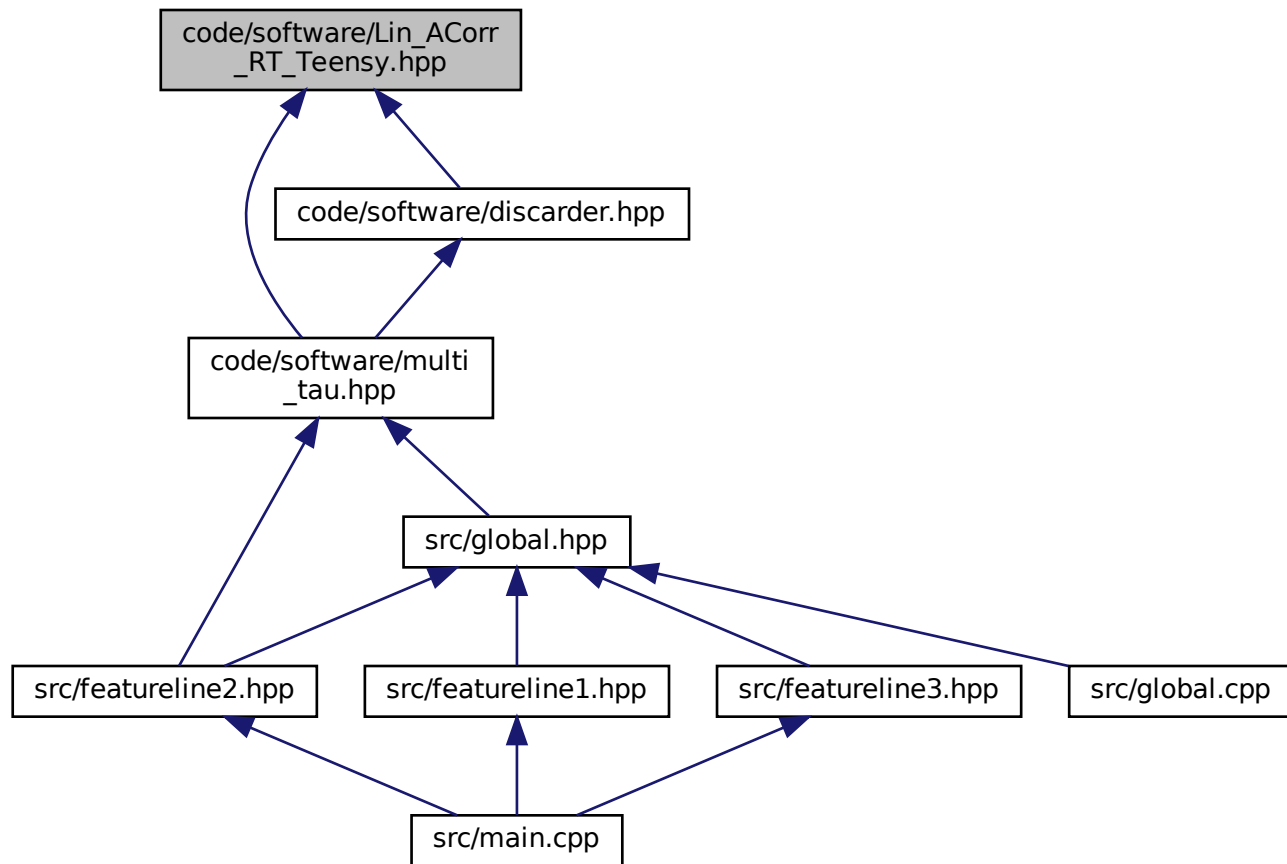 code/software/Lin_ACorr
_RT_Teensy.hpp
code/software/discarder.hpp
code/software/multi
_tau.hpp
src/global.hpp
src/featureline2.hpp
src/featureline1.hpp
src/featureline3.hpp
src/global.cpp
src/main.cpp